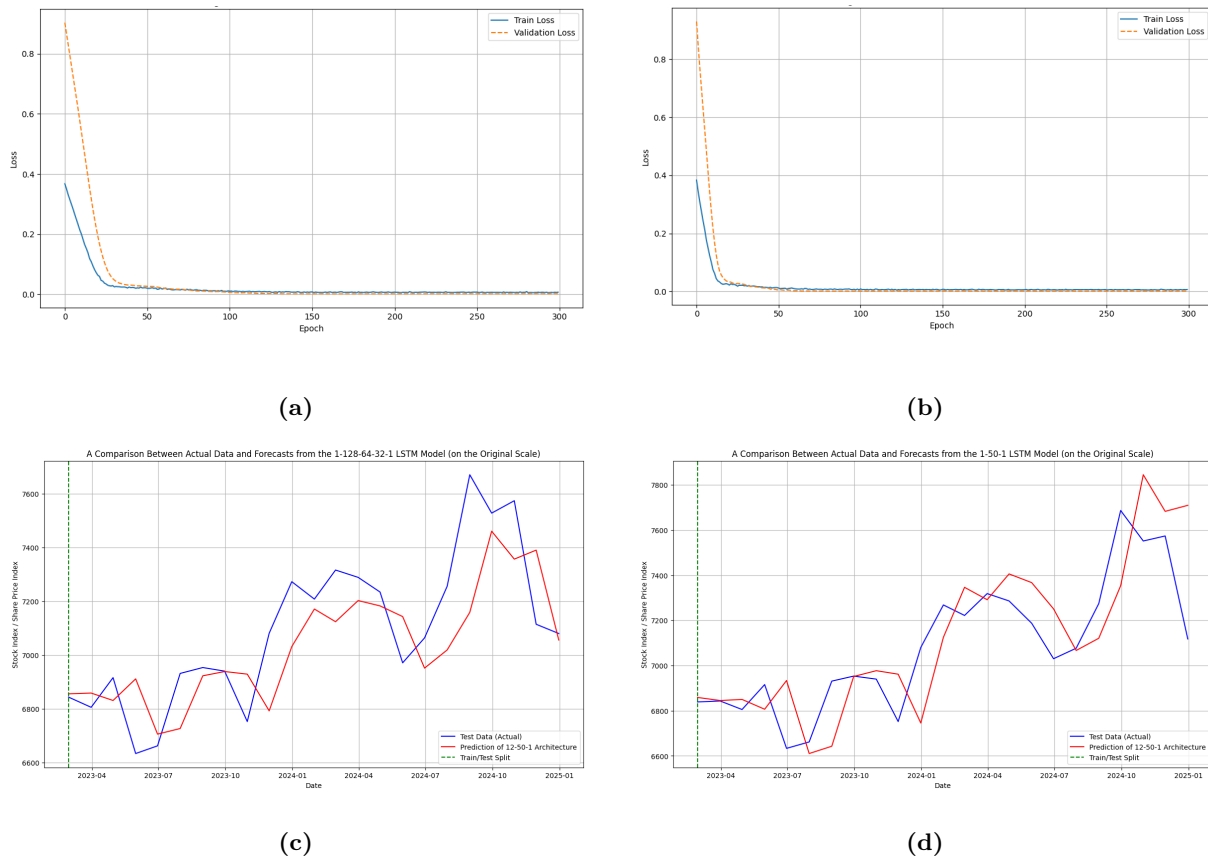 Train Loss
Validation Loss
0.8
0.6
0.4
0.2
0.0
Loss
0 50 100 150 200 250 300
Epoch
(a)
Train Loss
Validation Loss
0.8
0.6
0.4
0.2
0.0
Loss
0 50 100 150 200 250 300
Epoch
(b)
A Comparison Between Actual Data and Forecasts from the 1-128-64-32-1 LSTM Model (on the Original Scale)
7600
7400
7200
7000
6800
6600
Stock Index / Share Price Index
Test Data (Actual)
Prediction of 12-50-1 Architecture
Train/Test Split
2023-04 2023-07 2023-10 2024-01 2024-04 2024-07 2024-10 2025-01
Date
(c)
A Comparison Between Actual Data and Forecasts from the 1-50-1 LSTM Model (on the Original Scale)
7800
7600
7400
7200
7000
6800
6600
Stock Index / Share Price Index
Test Data (Actual)
Prediction of 12-50-1 Architecture
Train/Test Split
2023-04 2023-07 2023-10 2024-01 2024-04 2024-07 2024-10 2025-01
Date
(d)